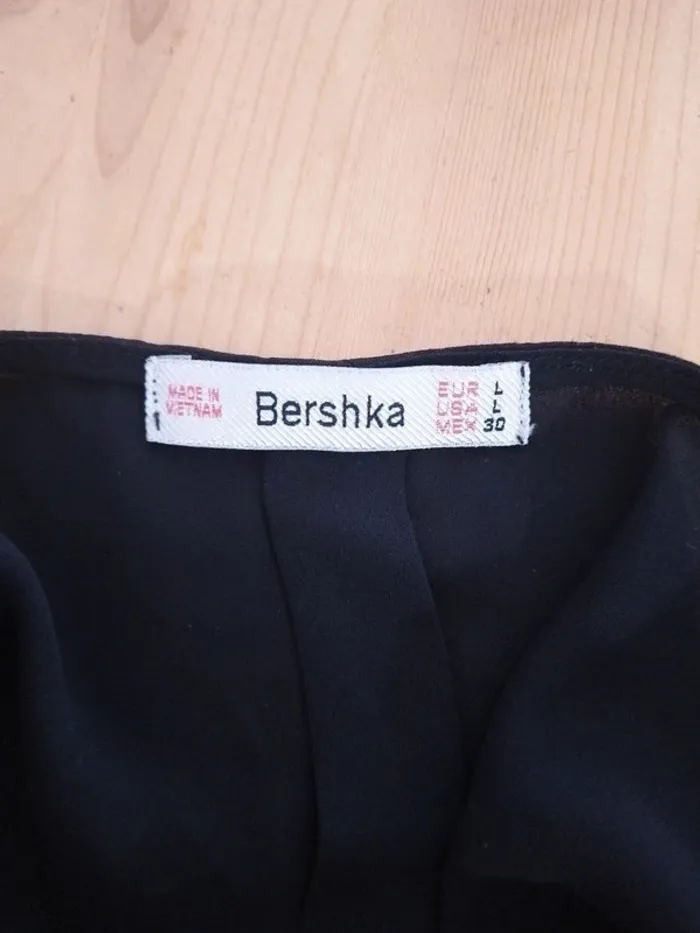 MADE IN
VIETNAM
Bershka
EUR L
USA L
MEX 30